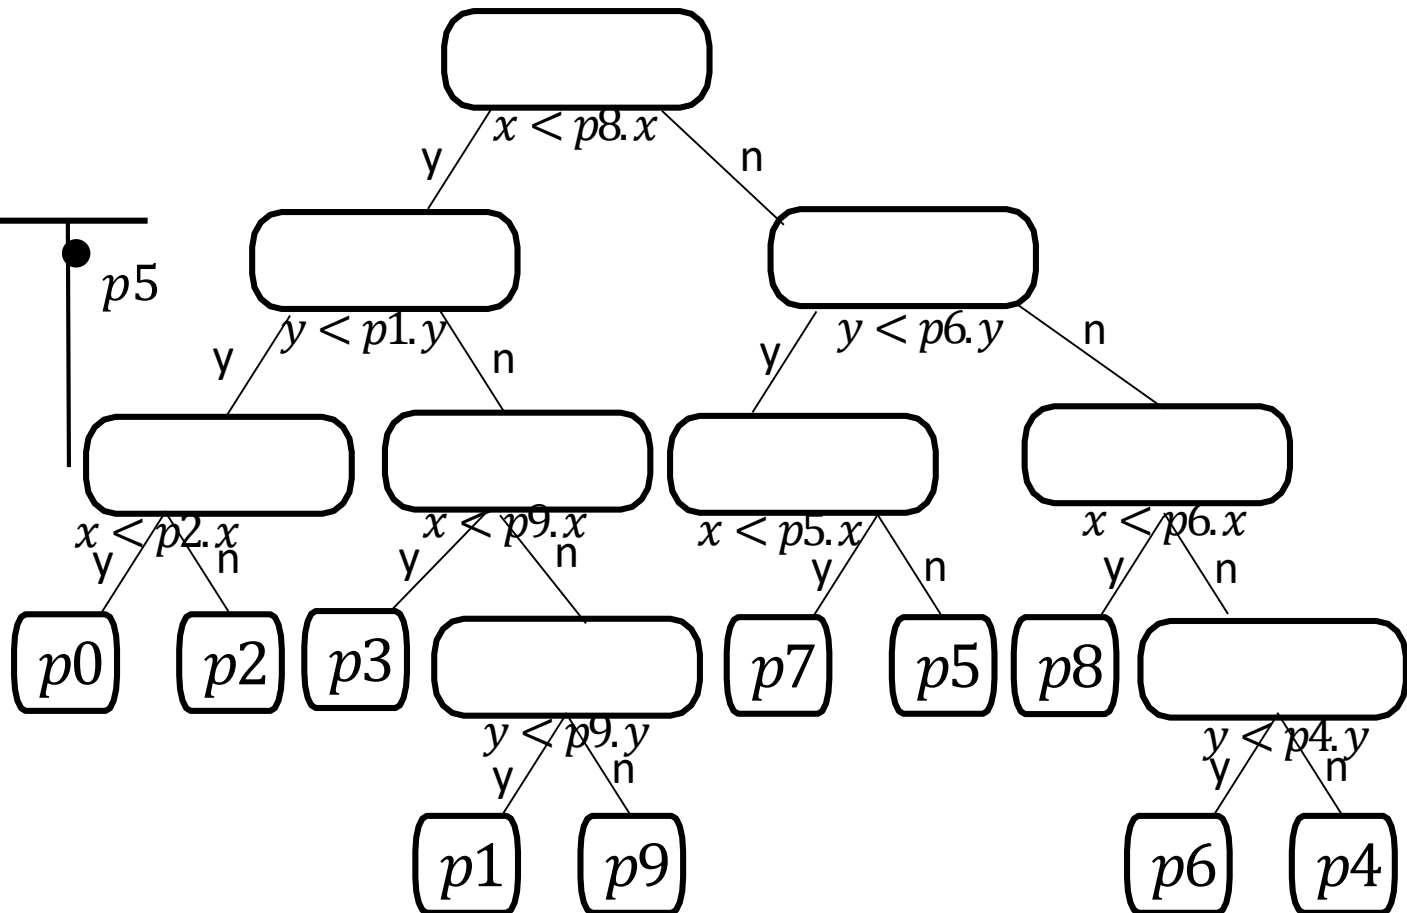 x < p8.x
y n
p5
y < p1.y y < p6.y
y n y n
x < p2.x x < p9.x x < p5.x x < p6.x
y n y n y n y n
p0 p2 p3 p7 p5 p8
y < p9.y y < p4.y
y n y n
p1 p9 p6 p4